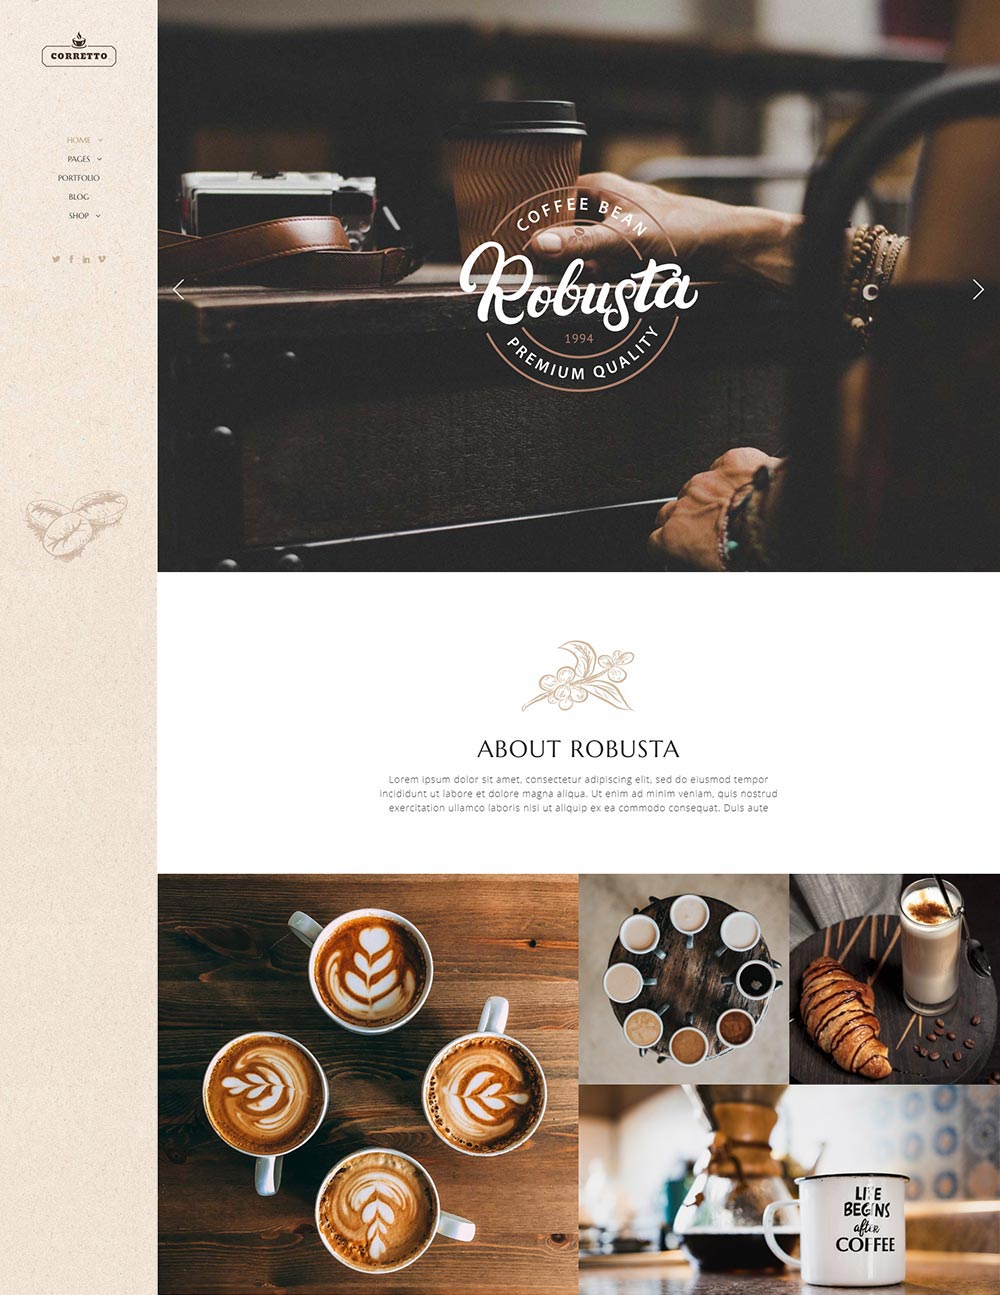 CORRETTO
HOME
PAGES
PORTFOLIO
BLOG
SHOP
COFFEE BEAN
Robusta
1994
PREMIUM QUALITY
ABOUT ROBUSTA
Lorem ipsum dolor sit amet, consectetur adipiscing elit, sed do eiusmod tempor
incididunt ut labore et dolore magna aliqua. Ut enim ad minim veniam, quis nostrud
exercitation ullamco laboris nisi ut aliquip ex ea commodo consequat. Duis aute
LIFE
BEGINS
after
COFFEE